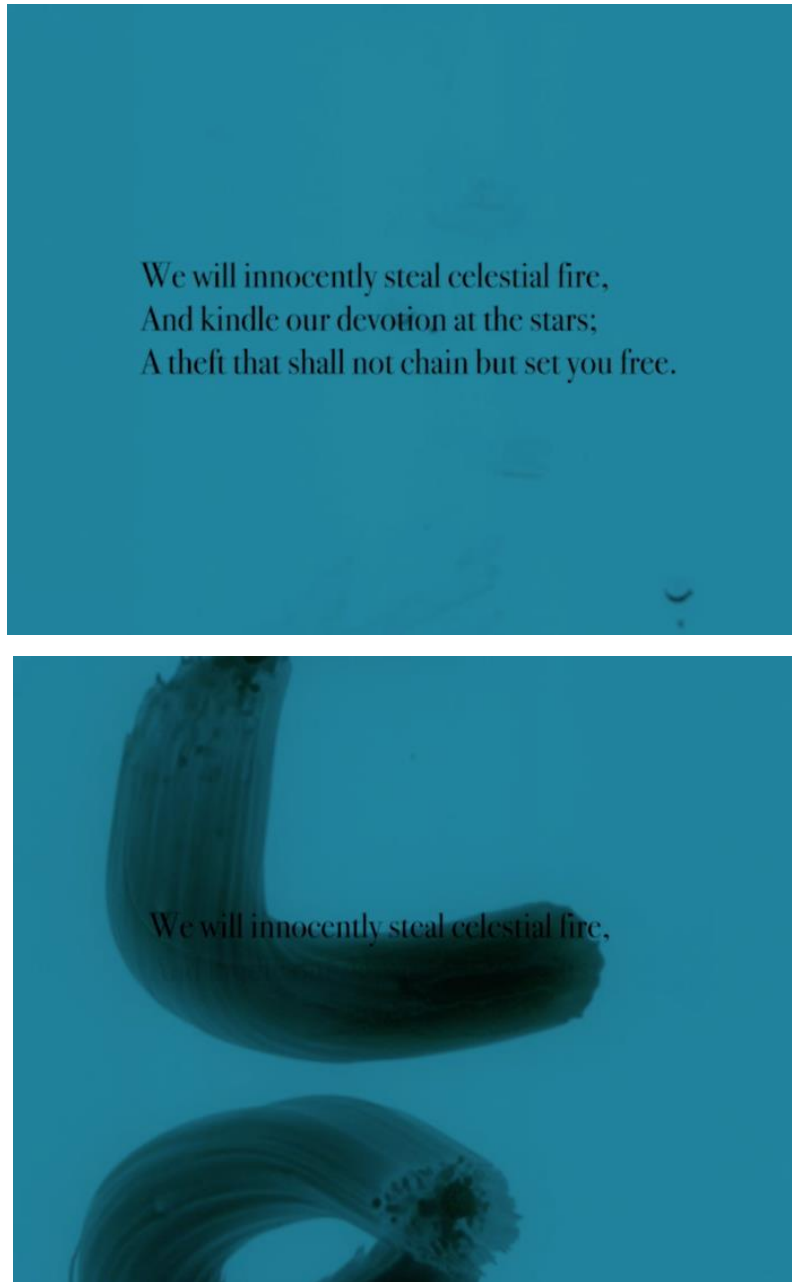 We will innocently steal celestial fire,
And kindle our devotion at the stars;
A theft that shall not chain but set you free.
We will innocently steal celestial fire,